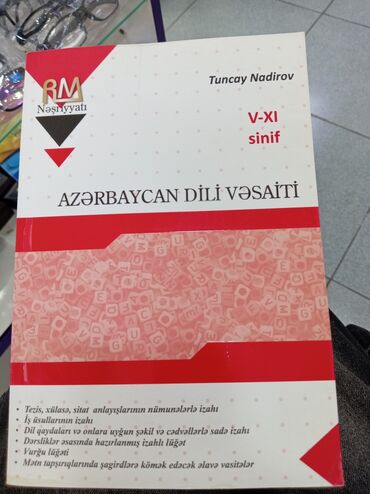 RM
Nəşriyyatı
Tuncay Nadirov
V-XI
sinif
AZƏRBAYCAN DİLİ VƏSAİTİ
• Tezis, xülasə, sitat anlayışlarının nümunələrlə izahı
• İş üsullarının izahı
• Dil qaydaları və onlara uyğun şəkil və cədvəllərlə sadə izahı
• Dərsliklər əsasında hazırlanmış izahlı lüğət
• Vurğu lüğəti
• Mətn tapşırıqlarında şagirdlərə kömək edəcək əlavə vasitələr